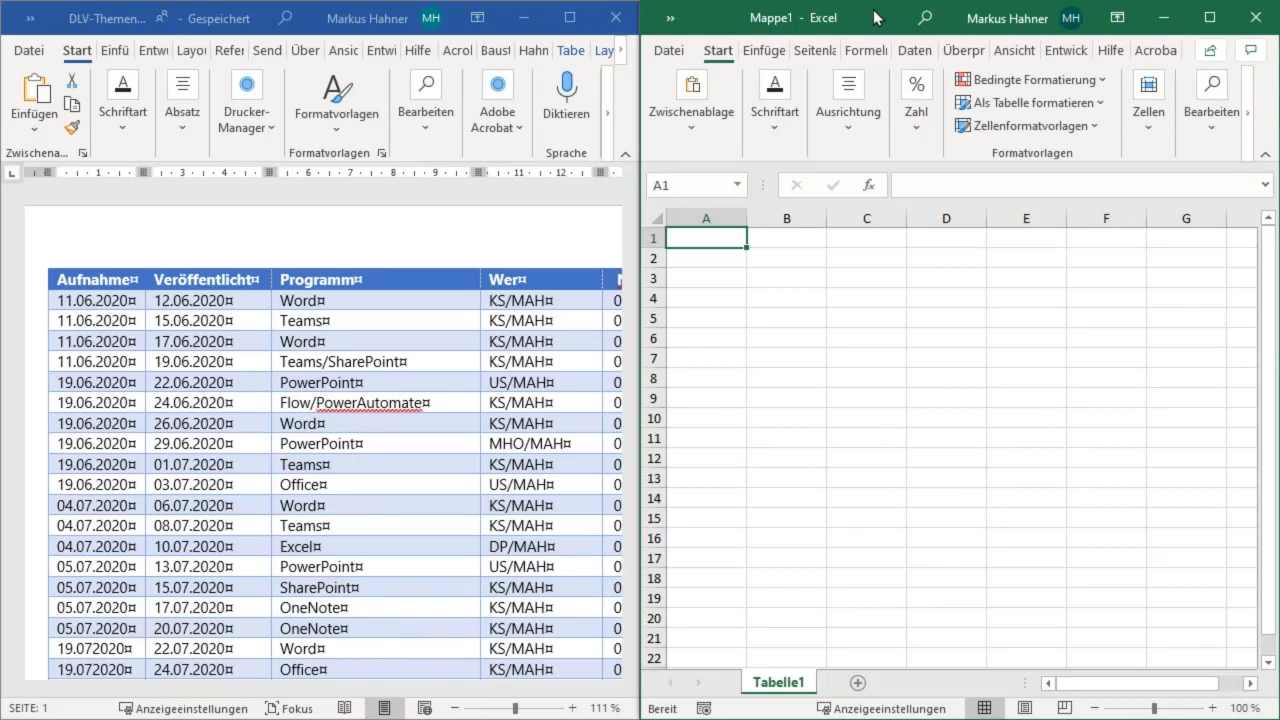 » DLV-Themen... - Gespeichert Markus Hahner MH
Datei Start Einfü Entwı Layoı Refer Send Über Ansic Entwi Hilfe Acrol Baust Hahn Tabe Lay
Einfügen Schriftart Absatz Drucker-Manager Formatvorlagen Bearbeiten Adobe Acrobat Diktieren
Zwischena... Formatvorlagen Sprache
1 3 4 6 7 8 9 11 12
Aufnahme¤ Veröffentlicht¤ Programm¤ Wer¤
11.06.2020¤ 12.06.2020¤ Word¤ KS/MAH¤ 0
11.06.2020¤ 15.06.2020¤ Teams¤ KS/MAH¤ 0
11.06.2020¤ 17.06.2020¤ Word¤ KS/MAH¤ 0
11.06.2020¤ 19.06.2020¤ Teams/SharePoint¤ KS/MAH¤ 0
19.06.2020¤ 22.06.2020¤ PowerPoint¤ US/MAH¤ 0
19.06.2020¤ 24.06.2020¤ Flow/PowerAutomate¤ KS/MAH¤ 0
19.06.2020¤ 26.06.2020¤ Word¤ KS/MAH¤ 0
19.06.2020¤ 29.06.2020¤ PowerPoint¤ MHO/MAH¤ 0
19.06.2020¤ 01.07.2020¤ Teams¤ KS/MAH¤ 0
19.06.2020¤ 03.07.2020¤ Office¤ US/MAH¤ 0
04.07.2020¤ 06.07.2020¤ Word¤ KS/MAH¤ 0
04.07.2020¤ 08.07.2020¤ Teams¤ KS/MAH¤ 0
04.07.2020¤ 10.07.2020¤ Excel¤ DP/MAH¤ 0
05.07.2020¤ 13.07.2020¤ PowerPoint¤ US/MAH¤ 0
05.07.2020¤ 15.07.2020¤ SharePoint¤ KS/MAH¤ 0
05.07.2020¤ 17.07.2020¤ OneNote¤ KS/MAH¤ 0
05.07.2020¤ 20.07.2020¤ OneNote¤ KS/MAH¤ 0
19.072020¤ 22.07.2020¤ Word¤ KS/MAH¤ 0
19.072020¤ 24.07.2020¤ Office¤ KS/MAH¤ 0
SEITE: 1 Anzeigeeinstellungen Fokus 111 %
» Mappe1 - Excel Markus Hahner MH
Datei Start Einfüge Seitenla Formeln Daten Überpr Ansicht Entwick Hilfe Acroba
Zwischenablage Schriftart Ausrichtung % Zahl Zellen Bearbeiten
Bedingte Formatierung
Als Tabelle formatieren
Zellenformatvorlagen
Formatvorlagen
A1 fx
A B C D E F G
1
2
3
4
5
6
7
8
9
10
11
12
13
14
15
16
17
18
19
20
21
22
Tabelle1
Bereit Anzeigeeinstellungen 100 %